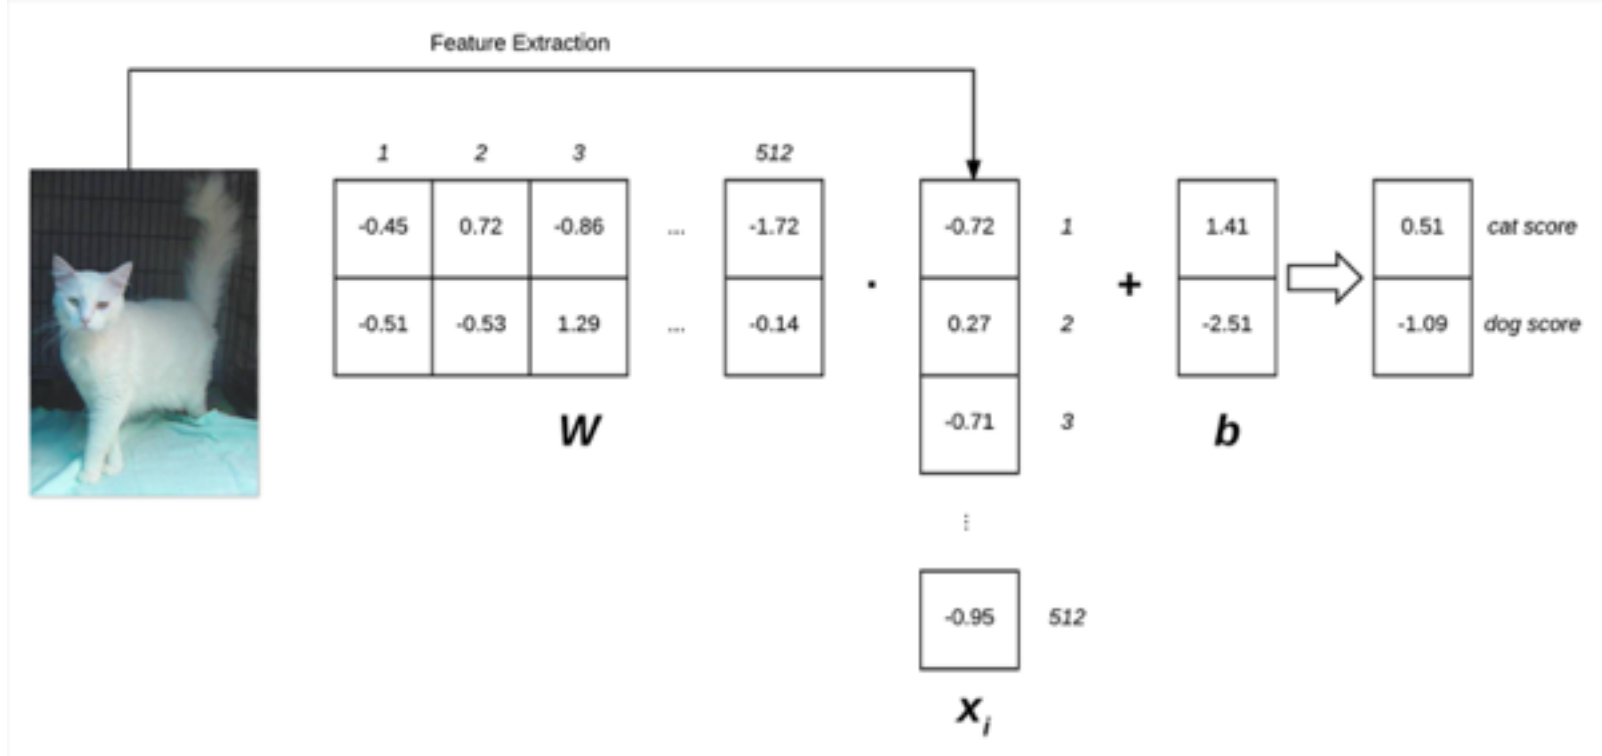 Feature Extraction
1 2 3 512
-0.45 0.72 -0.86 ... -1.72 -0.72 1 1.41 0.51 cat score
· +
-0.51 -0.53 1.29 ... -0.14 0.27 2 -2.51 -1.09 dog score
W -0.71 3 b
...
-0.95 512
xi